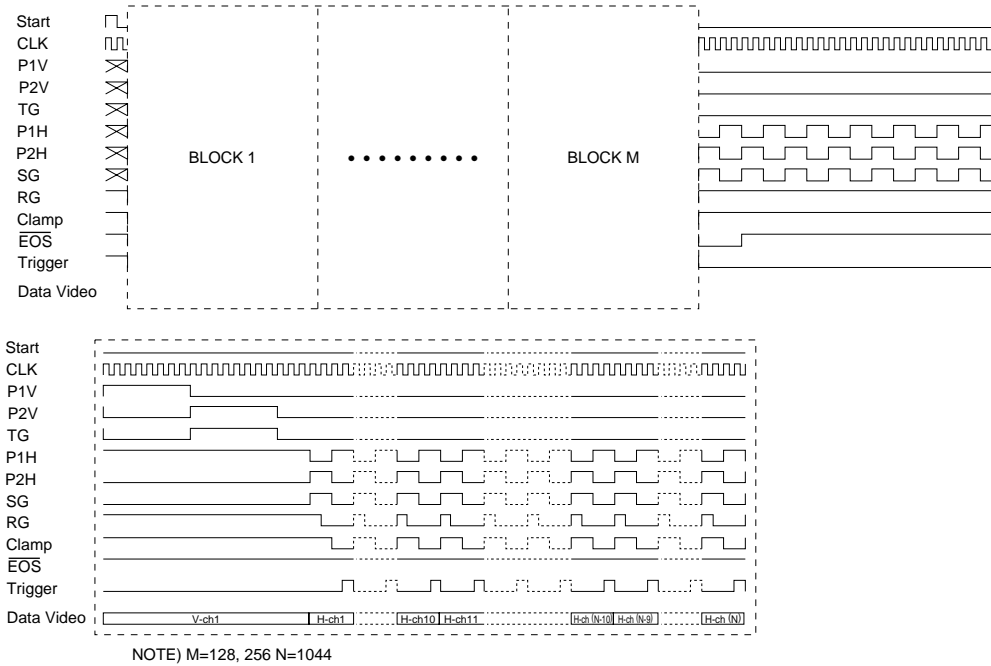 Start
CLK
P1V
P2V
TG
P1H
P2H
SG
RG
Clamp
EOS
Trigger
Data Video
BLOCK 1
BLOCK M
Start
CLK
P1V
P2V
TG
P1H
P2H
SG
RG
Clamp
EOS
Trigger
Data Video
V-ch1 H-ch1 H-ch10 H-ch11 H-ch (N-10) H-ch (N-9) H-ch (N)
NOTE) M=128, 256 N=1044